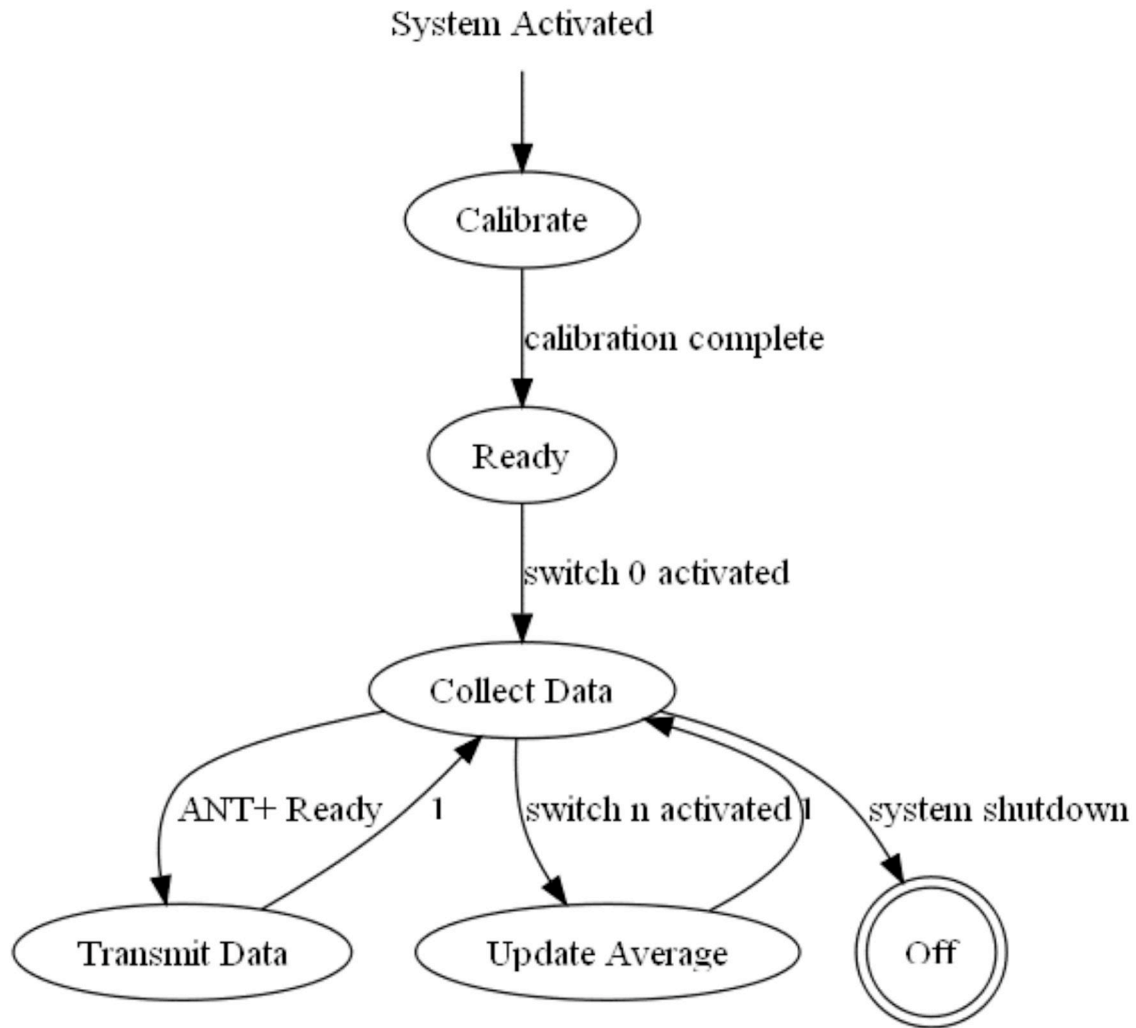 System Activated
Calibrate
calibration complete
Ready
switch 0 activated
Collect Data
ANT+ Ready
1
switch n activated
1
system shutdown
Transmit Data
Update Average
Off